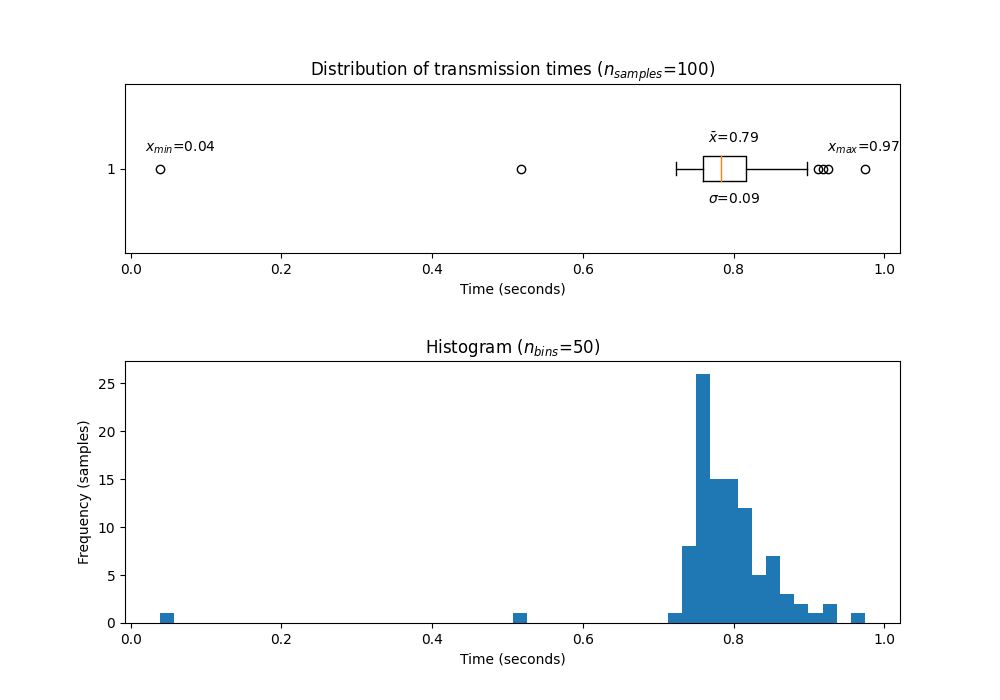 Distribution of transmission times (n_samples=100)
x_min=0.04
x̄=0.79
x_max=0.97
1
σ=0.09
0.0 0.2 0.4 0.6 0.8 1.0
Time (seconds)
Histogram (n_bins=50)
Frequency (samples)
25
20
15
10
5
0
0.0 0.2 0.4 0.6 0.8 1.0
Time (seconds)